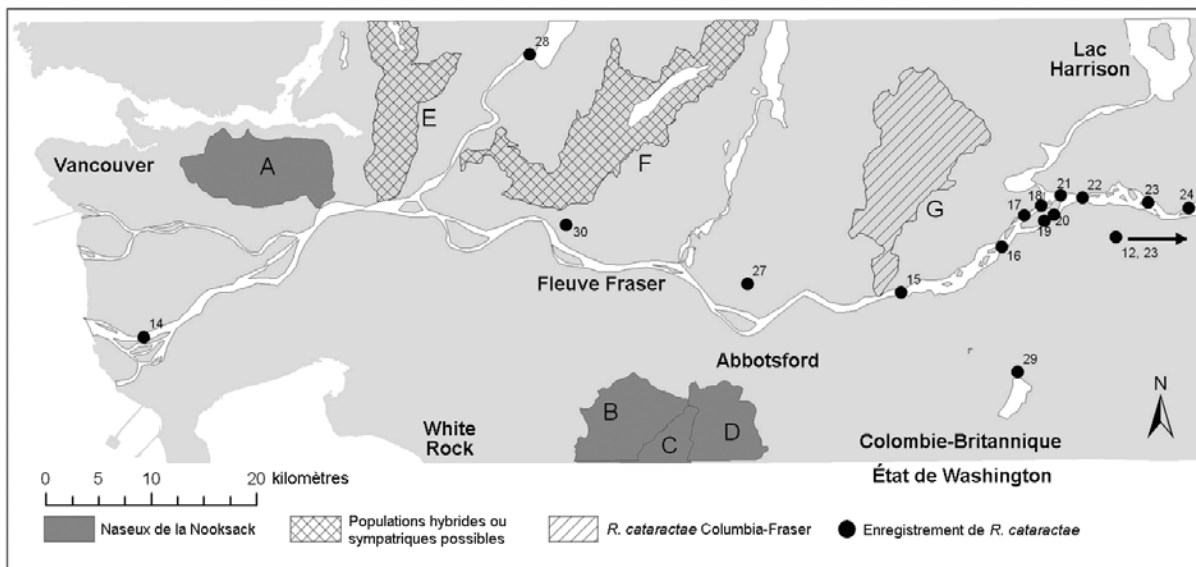 28
Lac
Harrison
E
Vancouver
A
F
G
21
22
23
24
18
17
20
19
30
16
12, 23
27
Fleuve Fraser
15
14
Abbotsford
29
N
B
D
C
White
Rock
Colombie-Britannique
État de Washington
0 5 10 20 kilomètres
Naseux de la Nooksack
Populations hybrides ou
sympatriques possibles
R. cataractae Columbia-Fraser
Enregistrement de R. cataractae